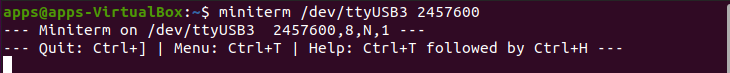 apps@apps-VirtualBox:~$ miniterm /dev/ttyUSB3 2457600
--- Miniterm on /dev/ttyUSB3  2457600,8,N,1 ---
--- Quit: Ctrl+] | Menu: Ctrl+T | Help: Ctrl+T followed by Ctrl+H ---